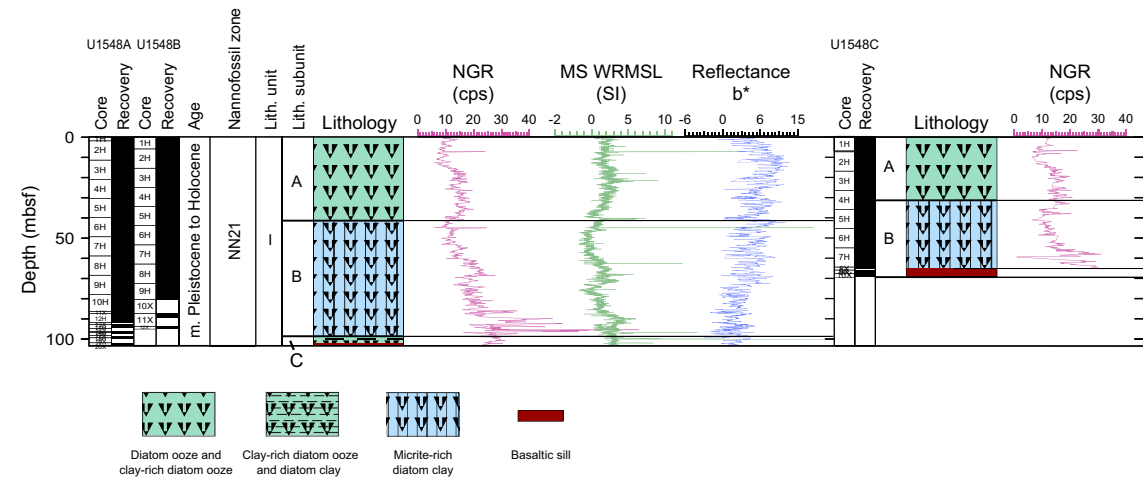 U1548A U1548B
Core
Recovery
Core
Recovery
Age
Nannofossil zone
Lith. unit
Lith. subunit
Lithology
NGR
(cps)
0 10 20 30 40
MS WRMSL
(SI)
-2 0 5 10
Reflectance
b*
-6 0 6 15
U1548C
Core
Recovery
Lithology
NGR
(cps)
0 10 20 30 40
Depth (mbsf)
0
50
100
2H
3H
4H
5H
6H
7H
8H
9H
10H
12H
1H
2H
3H
4H
5H
6H
7H
8H
9H
10X
11X
m. Pleistocene to Holocene
NN21
I
A
B
C
1H
2H
3H
4H
5H
6H
7H
A
B
Diatom ooze and
clay-rich diatom ooze
Clay-rich diatom ooze
and diatom clay
Micrite-rich
diatom clay
Basaltic sill